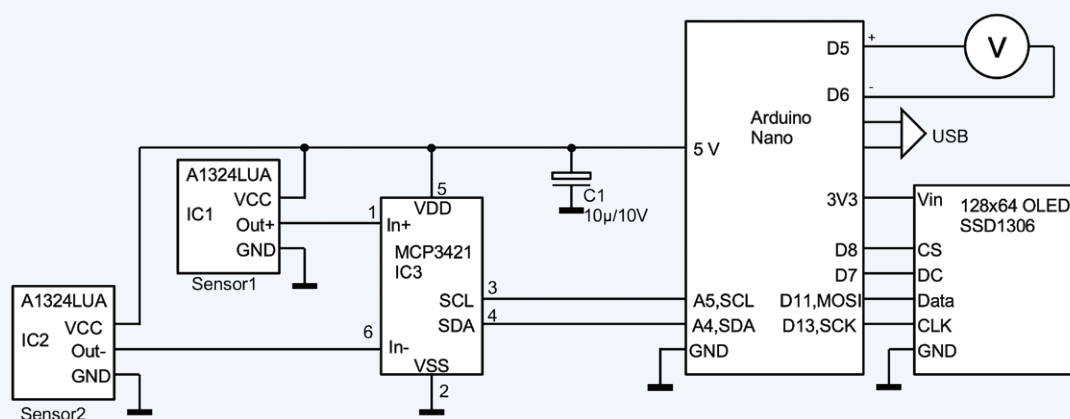 A1324LUA
VCC
IC1
Out+
GND
Sensor1
A1324LUA
VCC
IC2
Out-
GND
Sensor2
1
6
5
VDD
In+
MCP3421
IC3
SCL
SDA
In-
VSS
2
3
4
C1
10µ/10V
5 V
A5,SCL
A4,SDA
GND
Arduino
Nano
D5
D6
3V3
D8
D7
D11,MOSI
D13,SCK
+
-
V
USB
Vin
128x64 OLED
SSD1306
CS
DC
Data
CLK
GND